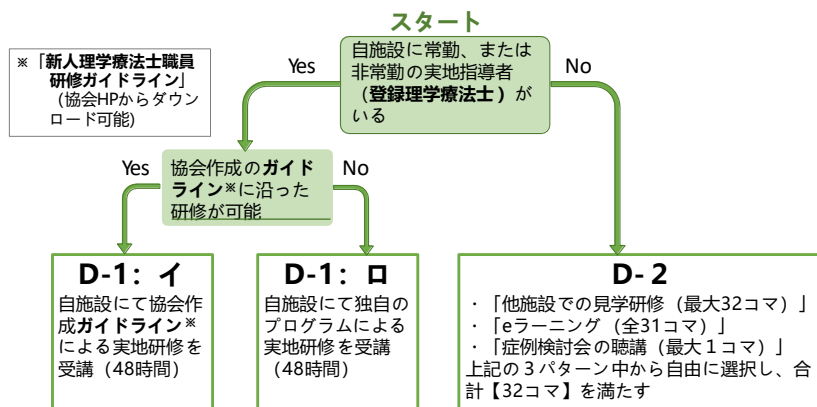 スタート
※「新人理学療法士職員
研修ガイドライン」
(協会HPからダウン
ロード可能)
Yes
自施設に常勤、または
非常勤の実地指導者
（登録理学療法士）が
いる
No
Yes
協会作成のガイド
ライン※に沿った
研修が可能
No
D-1：イ
自施設にて協会作
成ガイドライン※
による実地研修を
受講（48時間）
D-1：ロ
自施設にて独自の
プログラムによる
実地研修を受講
（48時間）
D-２
・「他施設での見学研修（最大32コマ）」
・「eラーニング（全31コマ）」
・「症例検討会の聴講（最大１コマ）」
上記の３パターン中から自由に選択し、合
計【32コマ】を満たす